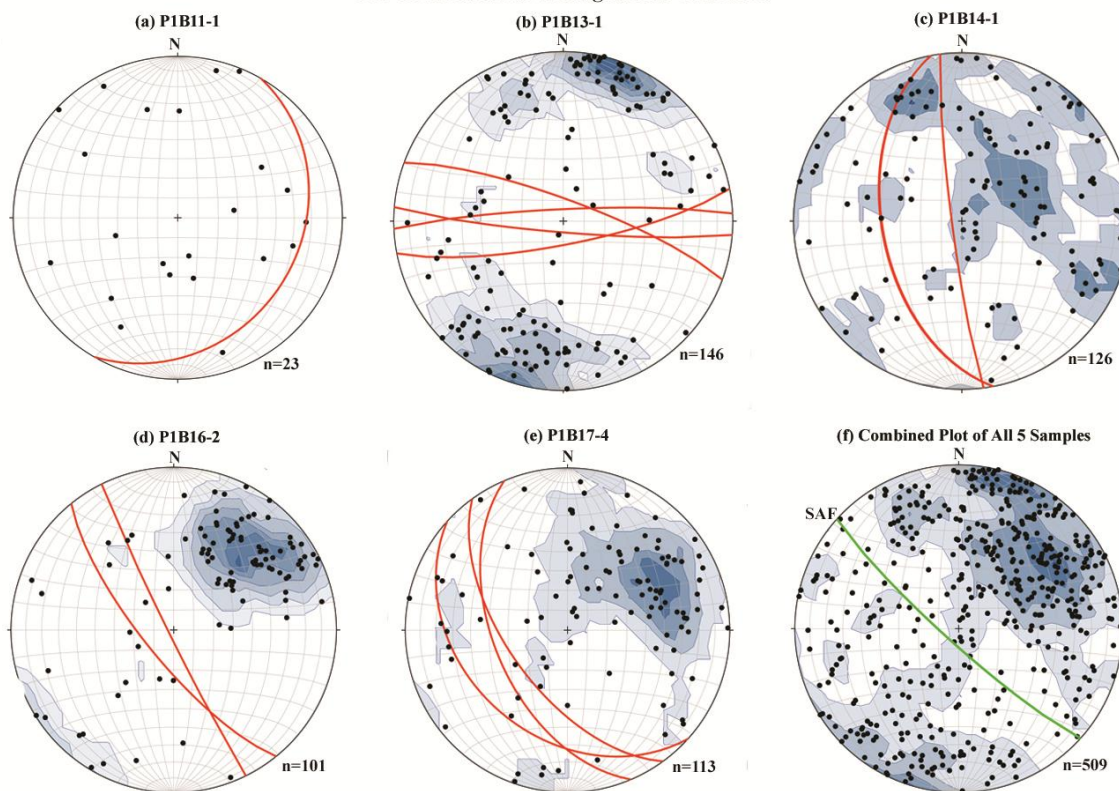 (a) P1B11-1
N
n=23
(b) P1B13-1
N
n=146
(c) P1B14-1
N
n=126
(d) P1B16-2
N
n=101
(e) P1B17-4
N
n=113
(f) Combined Plot of All 5 Samples
N
SAF
n=509